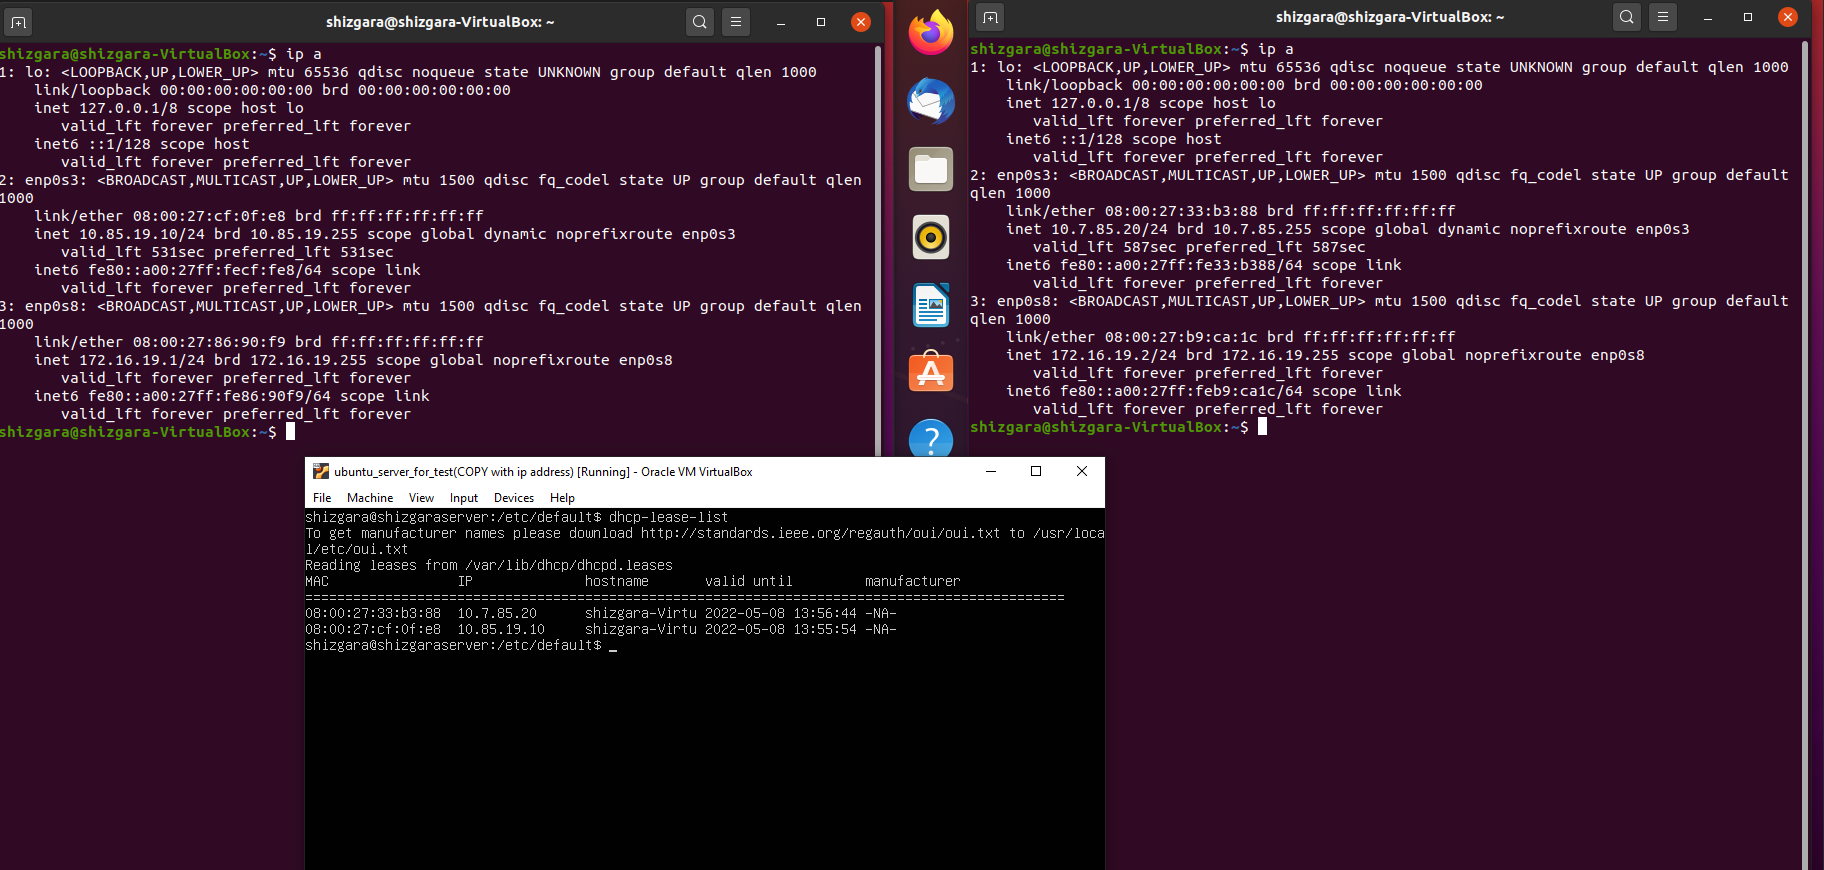 shizgara@shizgara-VirtualBox: ~
shizgara@shizgara-VirtualBox:~$ ip a
1: lo: <LOOPBACK,UP,LOWER_UP> mtu 65536 qdisc noqueue state UNKNOWN group default qlen 1000
link/loopback 00:00:00:00:00:00 brd 00:00:00:00:00:00
inet 127.0.0.1/8 scope host lo
valid_lft forever preferred_lft forever
inet6 ::1/128 scope host
valid_lft forever preferred_lft forever
2: enp0s3: <BROADCAST,MULTICAST,UP,LOWER_UP> mtu 1500 qdisc fq_codel state UP group default qlen
1000
link/ether 08:00:27:cf:0f:e8 brd ff:ff:ff:ff:ff:ff
inet 10.85.19.10/24 brd 10.85.19.255 scope global dynamic noprefixroute enp0s3
valid_lft 531sec preferred_lft 531sec
inet6 fe80::a00:27ff:fecf:fe8/64 scope link
valid_lft forever preferred_lft forever
3: enp0s8: <BROADCAST,MULTICAST,UP,LOWER_UP> mtu 1500 qdisc fq_codel state UP group default qlen
1000
link/ether 08:00:27:86:90:f9 brd ff:ff:ff:ff:ff:ff
inet 172.16.19.1/24 brd 172.16.19.255 scope global noprefixroute enp0s8
valid_lft forever preferred_lft forever
inet6 fe80::a00:27ff:fe86:90f9/64 scope link
valid_lft forever preferred_lft forever
shizgara@shizgara-VirtualBox:~$
shizgara@shizgara-VirtualBox: ~
shizgara@shizgara-VirtualBox:~$ ip a
1: lo: <LOOPBACK,UP,LOWER_UP> mtu 65536 qdisc noqueue state UNKNOWN group default qlen 1000
link/loopback 00:00:00:00:00:00 brd 00:00:00:00:00:00
inet 127.0.0.1/8 scope host lo
valid_lft forever preferred_lft forever
inet6 ::1/128 scope host
valid_lft forever preferred_lft forever
2: enp0s3: <BROADCAST,MULTICAST,UP,LOWER_UP> mtu 1500 qdisc fq_codel state UP group default
qlen 1000
link/ether 08:00:27:33:b3:88 brd ff:ff:ff:ff:ff:ff
inet 10.7.85.20/24 brd 10.7.85.255 scope global dynamic noprefixroute enp0s3
valid_lft 587sec preferred_lft 587sec
inet6 fe80::a00:27ff:fe33:b388/64 scope link
valid_lft forever preferred_lft forever
3: enp0s8: <BROADCAST,MULTICAST,UP,LOWER_UP> mtu 1500 qdisc fq_codel state UP group default
qlen 1000
link/ether 08:00:27:b9:ca:1c brd ff:ff:ff:ff:ff:ff
inet 172.16.19.2/24 brd 172.16.19.255 scope global noprefixroute enp0s8
valid_lft forever preferred_lft forever
inet6 fe80::a00:27ff:feb9:ca1c/64 scope link
valid_lft forever preferred_lft forever
shizgara@shizgara-VirtualBox:~$
ubuntu_server_for_test(COPY with ip address) [Running] - Oracle VM VirtualBox
File Machine View Input Devices Help
shizgara@shizgaraserver:/etc/default$ dhcp-lease-list
To get manufacturer names please download http://standards.ieee.org/regauth/oui/oui.txt to /usr/loca
l/etc/oui.txt
Reading leases from /var/lib/dhcp/dhcpd.leases
MAC IP hostname valid until manufacturer
===============================================================================================
08:00:27:33:b3:88 10.7.85.20 shizgara-Virtu 2022-05-08 13:56:44 -NA-
08:00:27:cf:0f:e8 10.85.19.10 shizgara-Virtu 2022-05-08 13:55:54 -NA-
shizgara@shizgaraserver:/etc/default$ _